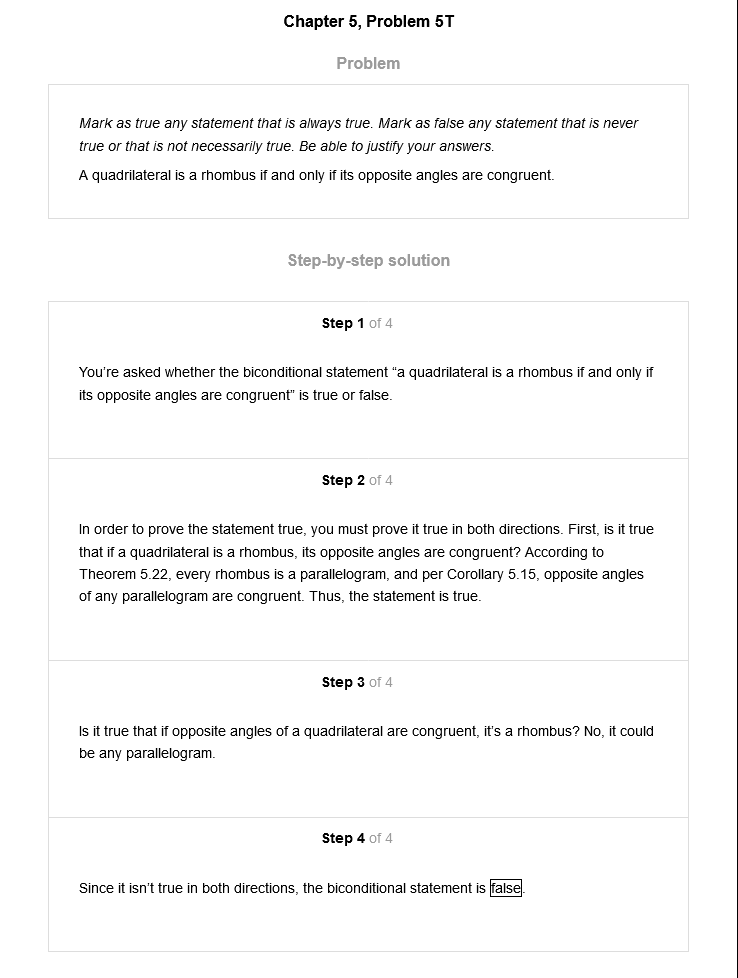 Chapter 5, Problem 5T
Problem
Mark as true any statement that is always true. Mark as false any statement that is never
true or that is not necessarily true. Be able to justify your answers.
A quadrilateral is a rhombus if and only if its opposite angles are congruent.
Step-by-step solution
Step 1 of 4
You’re asked whether the biconditional statement “a quadrilateral is a rhombus if and only if
its opposite angles are congruent” is true or false.
Step 2 of 4
In order to prove the statement true, you must prove it true in both directions. First, is it true
that if a quadrilateral is a rhombus, its opposite angles are congruent? According to
Theorem 5.22, every rhombus is a parallelogram, and per Corollary 5.15, opposite angles
of any parallelogram are congruent. Thus, the statement is true.
Step 3 of 4
Is it true that if opposite angles of a quadrilateral are congruent, it’s a rhombus? No, it could
be any parallelogram.
Step 4 of 4
Since it isn’t true in both directions, the biconditional statement is false.